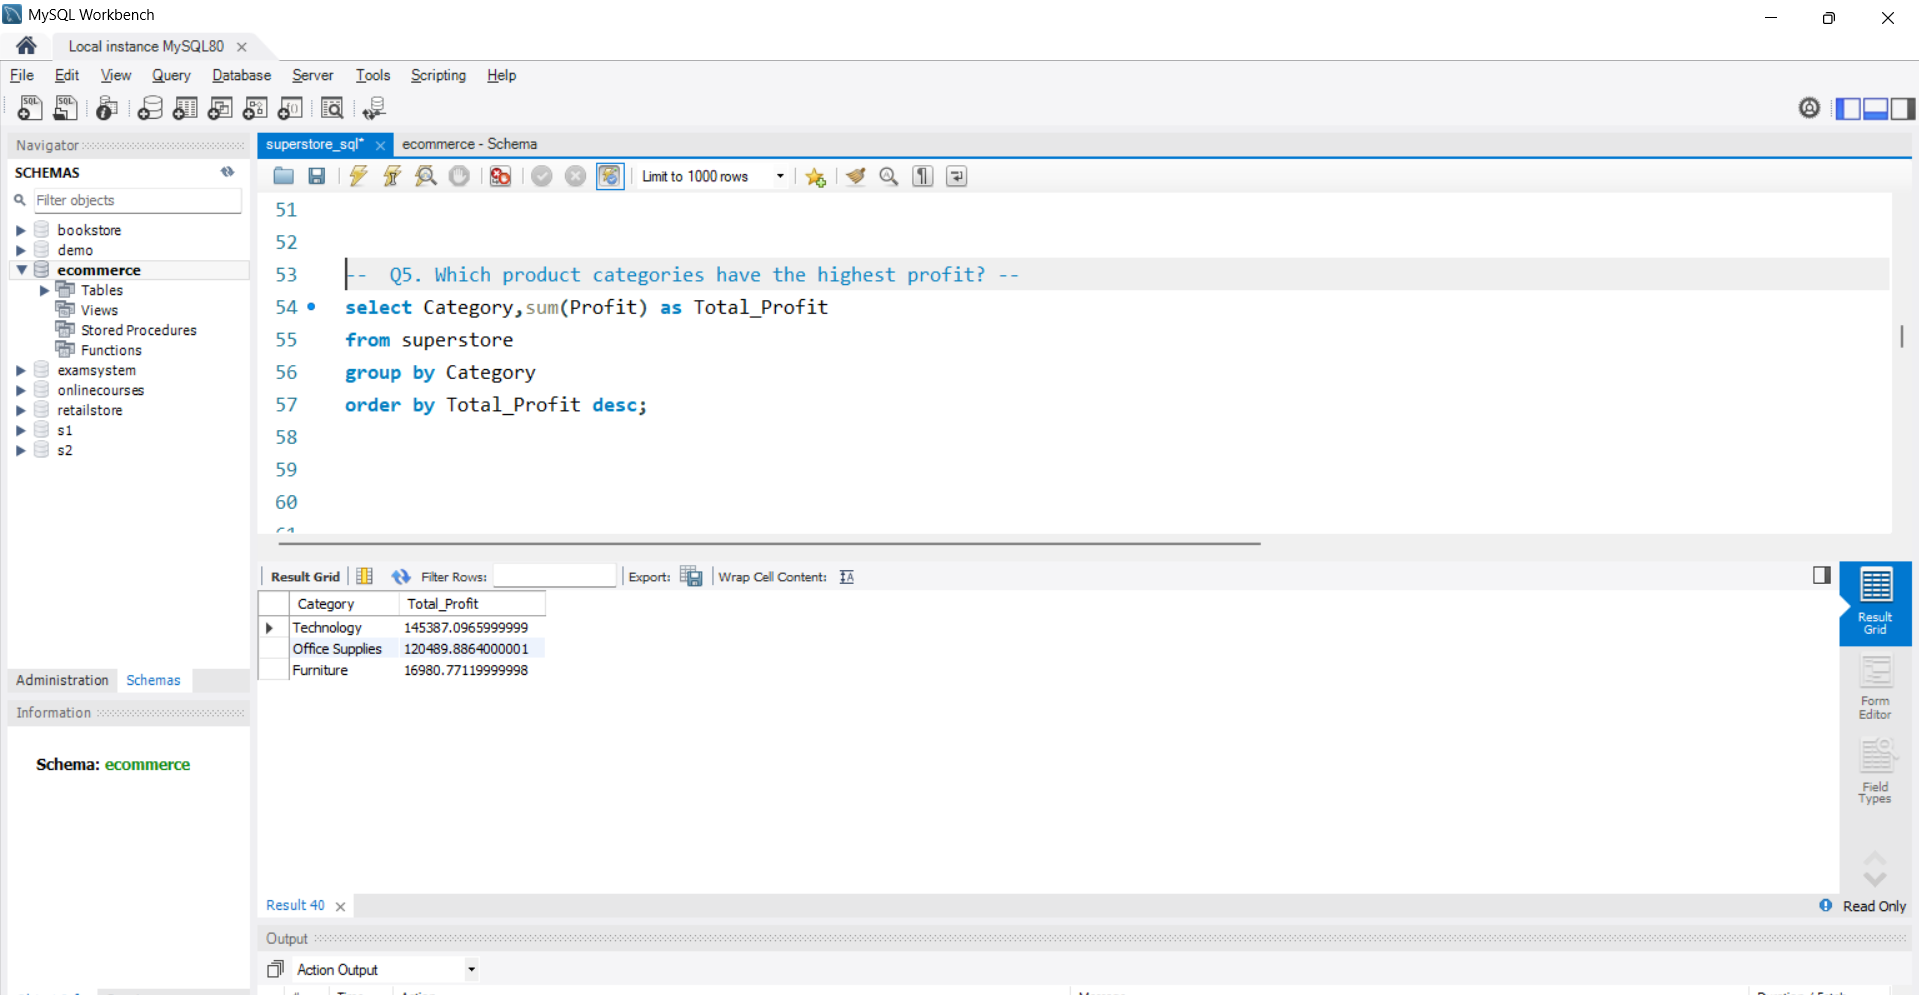 MySQL Workbench
Local instance MySQL80
File Edit View Query Database Server Tools Scripting Help
Navigator
SCHEMAS
Filter objects
bookstore
demo
ecommerce
Tables
Views
Stored Procedures
Functions
examsystem
onlinecourses
retailstore
s1
s2
Administration Schemas
Information
Schema: ecommerce
superstore_sql* ecommerce - Schema
Limit to 1000 rows
51
52
53 -- Q5. Which product categories have the highest profit? --
54 select Category,sum(Profit) as Total_Profit
55 from superstore
56 group by Category
57 order by Total_Profit desc;
58
59
60
61
Result Grid Filter Rows: Export: Wrap Cell Content:
Category Total_Profit
Technology 145387.0965999999
Office Supplies 120489.8864000001
Furniture 16980.77119999998
Result Grid
Form Editor
Field Types
Result 40
Read Only
Output
Action Output